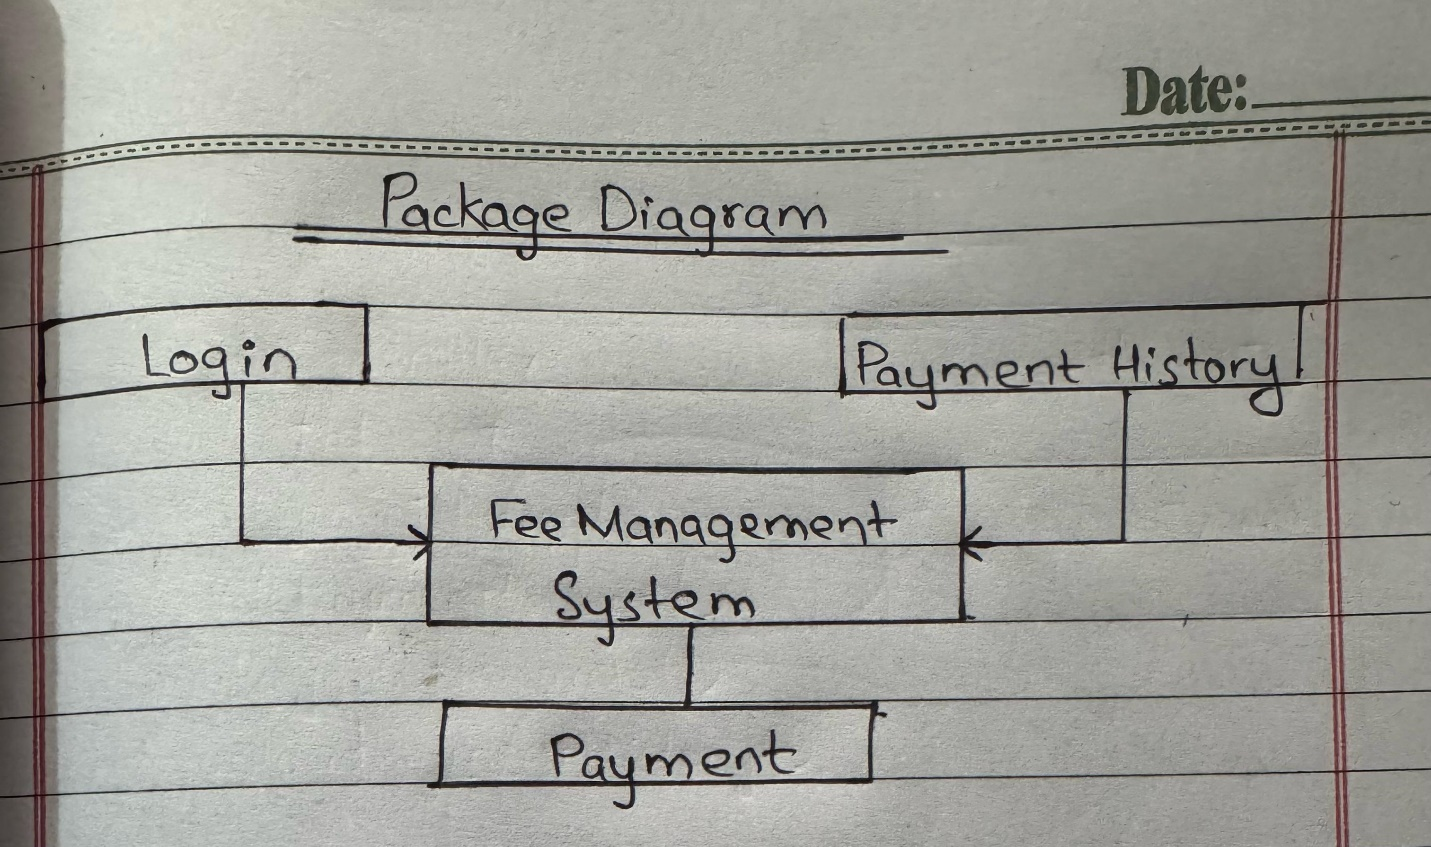 Date:
Package Diagram
Login
Payment History
Fee Management
System
Payment